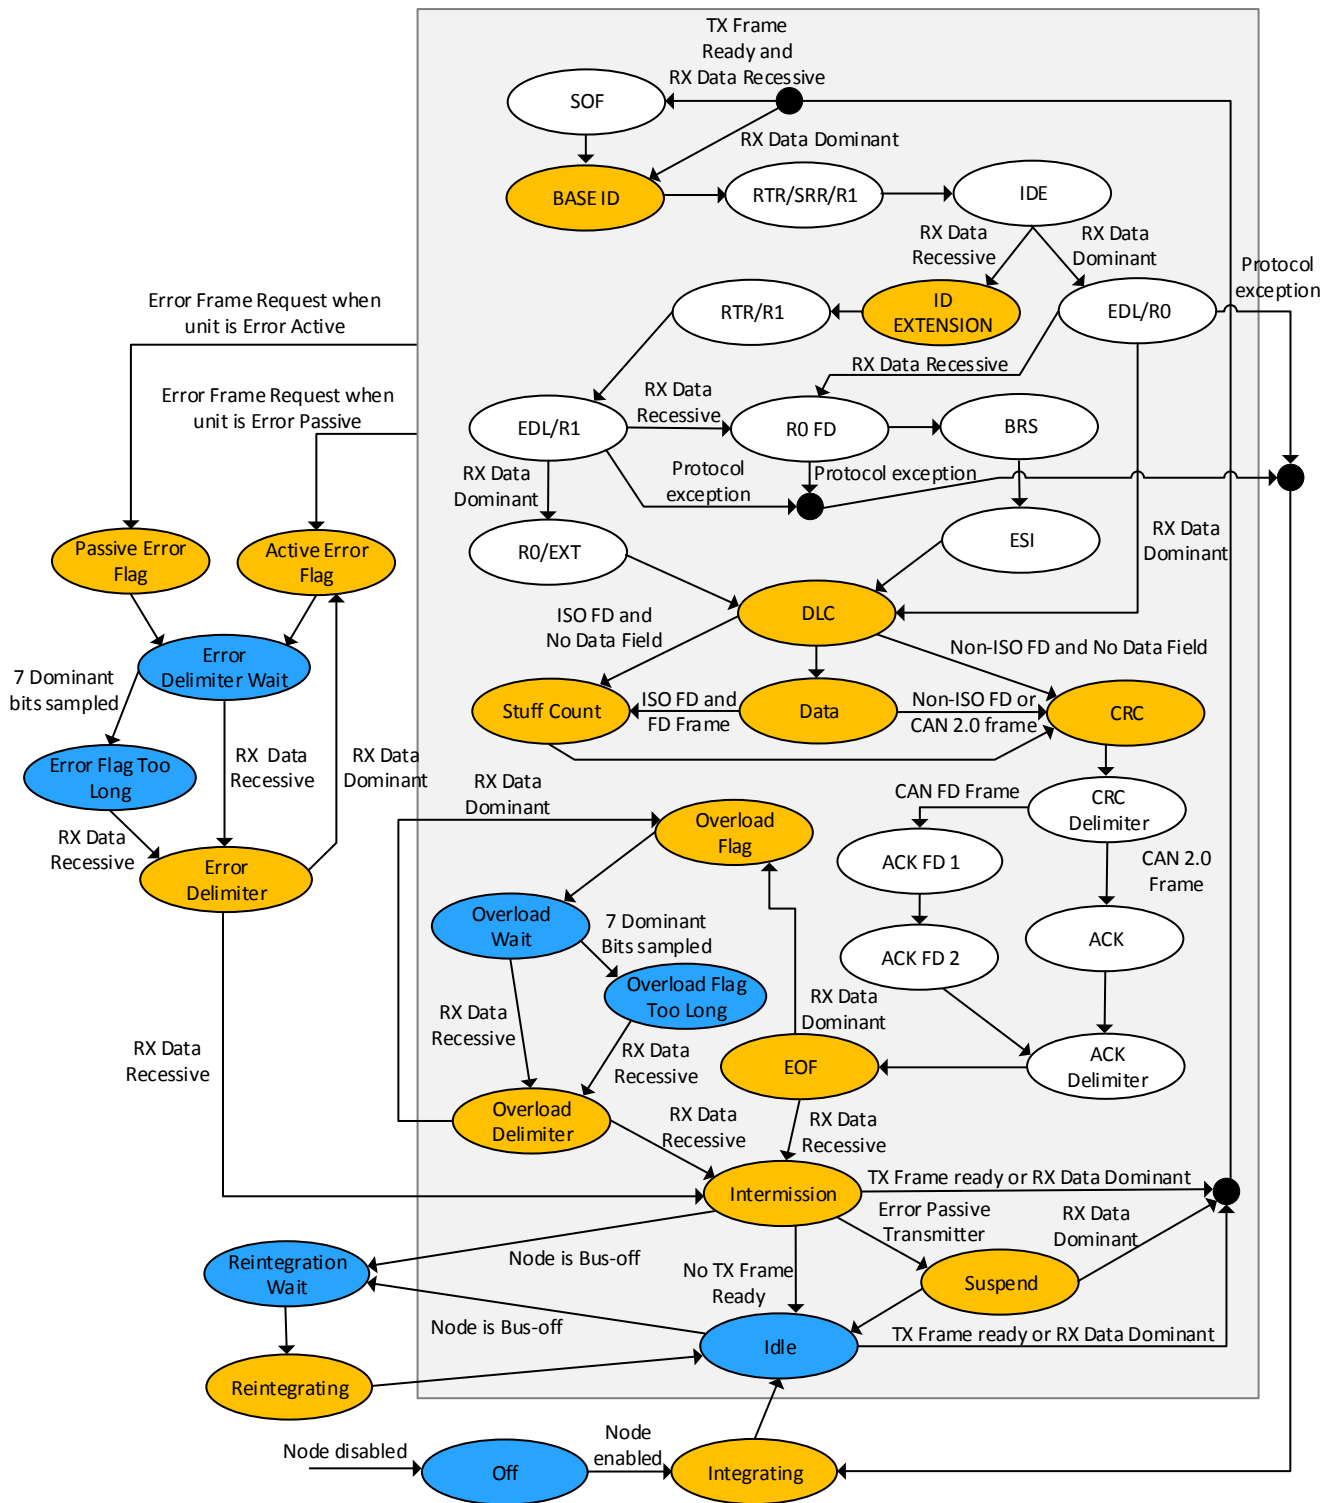 TX Frame
Ready and
RX Data Recessive
SOF
RX Data Dominant
BASE ID
RTR/SRR/R1
IDE
RX Data
Recessive
RX Data
Dominant
Protocol
exception
Error Frame Request when
unit is Error Active
RTR/R1
ID
EXTENSION
EDL/R0
RX Data Recessive
Error Frame Request when
unit is Error Passive
RX Data
Recessive
EDL/R1
R0 FD
BRS
RX Data
Dominant
Protocol
exception
Protocol exception
Passive Error
Flag
Active Error
Flag
R0/EXT
ESI
RX Data
Dominant
DLC
ISO FD and
No Data Field
Non-ISO FD and No Data Field
Error
Delimiter Wait
7 Dominant
bits sampled
Stuff Count
ISO FD and
FD Frame
Data
Non-ISO FD or
CAN 2.0 frame
CRC
Error Flag Too
Long
RX Data
Recessive
RX Data
Dominant
RX Data
Dominant
CAN FD Frame
CRC
Delimiter
RX Data
Recessive
Overload
Flag
ACK FD 1
CAN 2.0
Frame
Error
Delimiter
Overload
Wait
7 Dominant
Bits sampled
ACK FD 2
ACK
Overload Flag
Too Long
RX Data
Recessive
RX Data
Dominant
RX Data
Recessive
RX Data
Recessive
EOF
ACK
Delimiter
Overload
Delimiter
RX Data
Recessive
RX Data
Recessive
Intermission
TX Frame ready or RX Data Dominant
Error Passive
Transmitter
RX Data
Dominant
Reintegration
Wait
Node is Bus-off
No TX Frame
Ready
Suspend
Node is Bus-off
Idle
TX Frame ready or RX Data Dominant
Reintegrating
Node disabled
Off
Node
enabled
Integrating